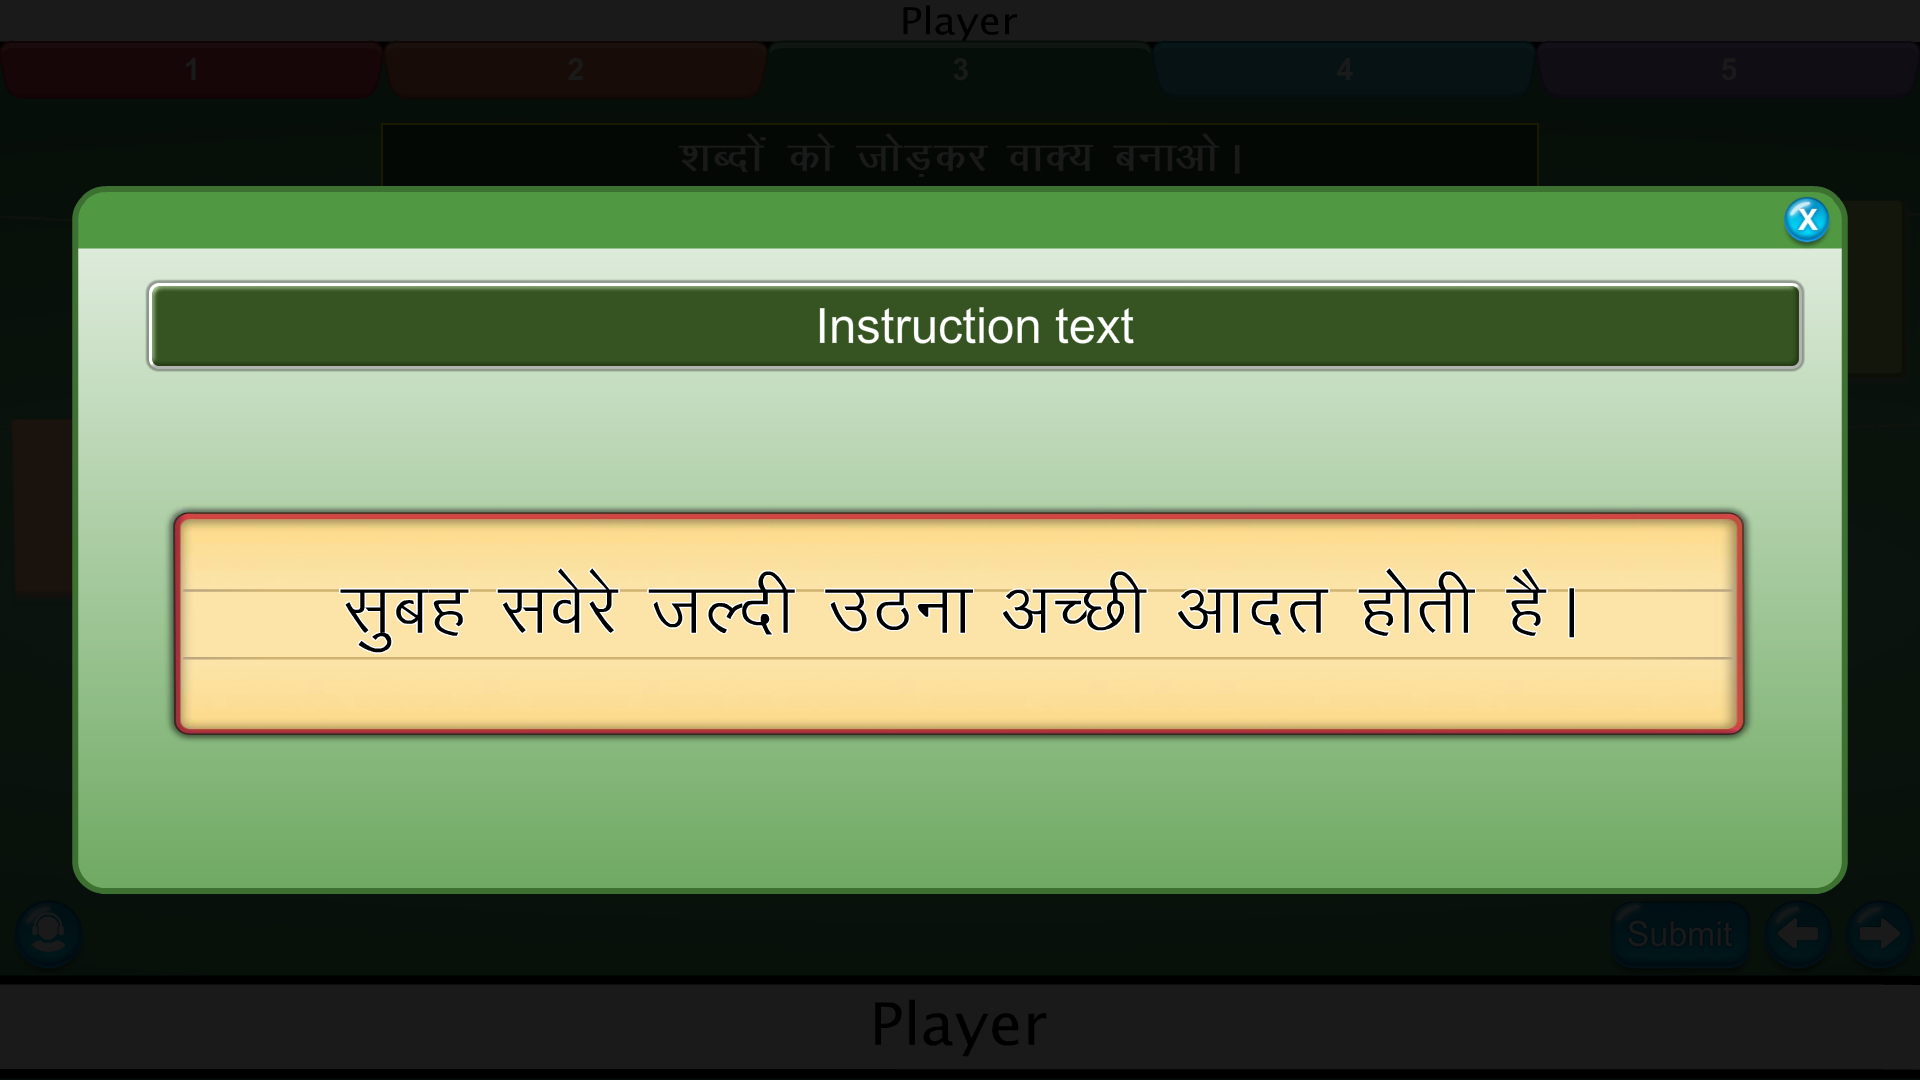 Player
1 2 3 4 5
शब्दों को जोड़कर वाक्य बनाओ।
X
Instruction text
सुबह सवेरे जल्दी उठना अच्छी आदत होती है।
Submit
Player